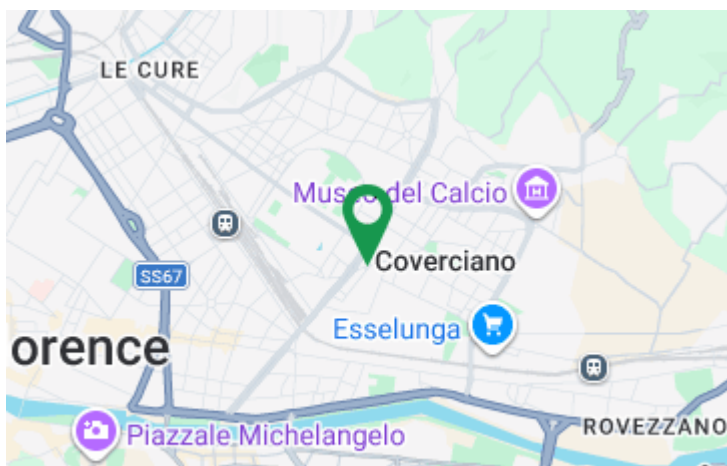 LE CURE
Museo del Calcio
Coverciano
SS67
Esselunga
orence
ROVEZZANO
Piazzale Michelangelo